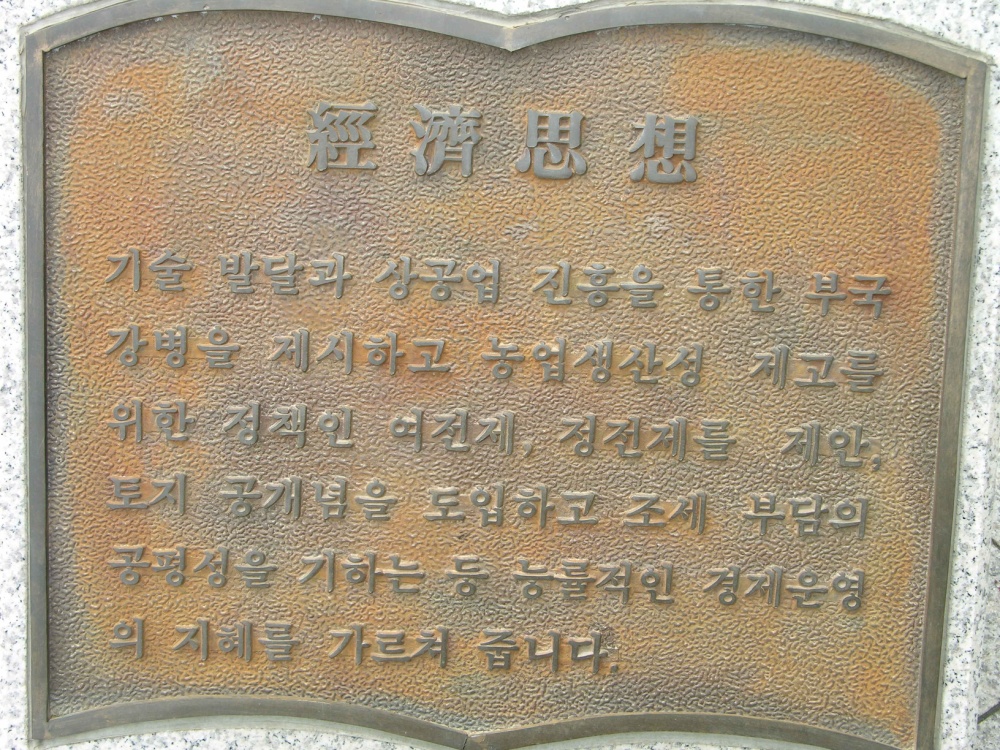 經濟思想
기술 발달과 상공업 진흥을 통한 부국
강병을 제시하고 농업생산성 제고를
위한 정책인 여전제, 정전제를 제안,
토지 공개념을 도입하고 조세 부담의
공평성을 기하는 등 능률적인 경제운영
의 지혜를 가르쳐 줍니다.